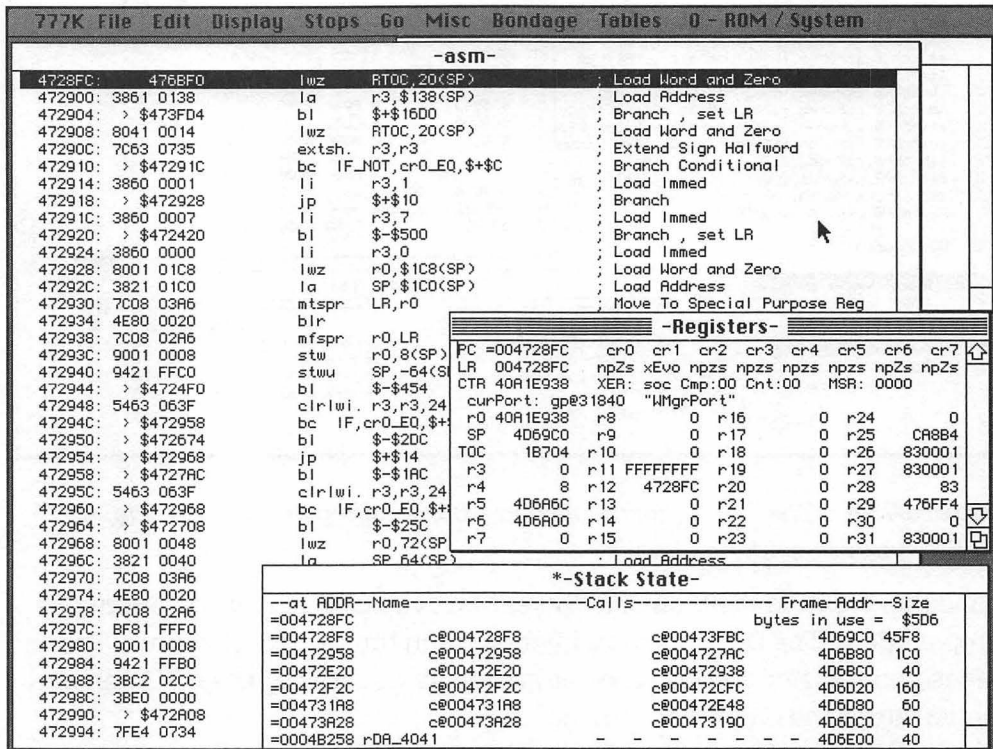 777K File Edit Display Stops Go Misc Bondage Tables 0 - ROM / System
-asm-
4728FC: 476BF0 lwz RTOC,20(SP) ; Load Word and Zero
472900: 3861 0138 la r3,$138(SP) ; Load Address
472904: > $473FD4 bl $+$16D0 ; Branch , set LR
472908: 8041 0014 lwz RTOC,20(SP) ; Load Word and Zero
47290C: 7C63 0735 extsh. r3,r3 ; Extend Sign Halfword
472910: > $47291C bc IF_NOT,cr0_EQ,$+$C ; Branch Conditional
472914: 3860 0001 li r3,1 ; Load Immed
472918: > $472928 jp $+$10 ; Branch
47291C: 3860 0007 li r3,7 ; Load Immed
472920: > $472420 bl $-$500 ; Branch , set LR
472924: 3860 0000 li r3,0 ; Load Immed
472928: 8001 01C8 lwz r0,$1C8(SP) ; Load Word and Zero
47292C: 3821 01C0 la SP,$1C0(SP) ; Load Address
472930: 7C08 03A6 mtspr LR,r0 ; Move To Special Purpose Reg
472934: 4E80 0020 blr
472938: 7C08 02A6 mfspr r0,LR
47293C: 9001 0008 stw r0,8(SP)
472940: 9421 FFC0 stwu SP,-64(S
472944: > $4724F0 bl $-$454
472948: 5463 063F clrlwi. r3,r3,24
47294C: > $472958 bc IF,cr0_EQ,$+
472950: > $472674 bl $-$2DC
472954: > $472968 jp $+$14
472958: > $4727AC bl $-$1AC
47295C: 5463 063F clrlwi. r3,r3,24
472960: > $472968 bc IF,cr0_EQ,$+
472964: > $472708 bl $-$25C
472968: 8001 0048 lwz r0,72(SP
47296C: 3821 0040 la SP,64(SP) ; Load Address
472970: 7C08 03A6
472974: 4E80 0020
472978: 7C08 02A6
47297C: BF81 FFF0
472980: 9001 0008
472984: 9421 FFB0
472988: 3BC2 02CC
47298C: 3BE0 0000
472990: > $472A08
472994: 7FE4 0734
-Registers-
PC =004728FC cr0 cr1 cr2 cr3 cr4 cr5 cr6 cr7
LR 004728FC npZs xEvo npzs npzs npzs npZs npzs npZs
CTR 40A1E938 XER: soc Cmp:00 Cnt:00 MSR: 0000
curPort: gp@31840 "WMgrPort"
r0 40A1E938 r8 0 r16 0 r24 0
SP 4D69C0 r9 0 r17 0 r25 CA8B4
TOC 1B704 r10 0 r18 0 r26 830001
r3 0 r11 FFFFFFFF r19 0 r27 830001
r4 8 r12 4728FC r20 0 r28 83
r5 4D6A6C r13 0 r21 0 r29 476FF4
r6 4D6A00 r14 0 r22 0 r30 0
r7 0 r15 0 r23 0 r31 830001
*-Stack State-
--at ADDR--Name--------------------Calls---------------- Frame-Addr--Size
=004728FC bytes in use = $5D6
=004728F8 c@004728F8 c@00473FBC 4D69C0 45F8
=00472958 c@00472958 c@004727AC 4D6B80 1C0
=00472E20 c@00472E20 c@00472938 4D6BC0 40
=00472F2C c@00472F2C c@00472CFC 4D6D20 160
=004731A8 c@004731A8 c@00472E48 4D6D80 60
=00473A28 c@00473A28 c@00473190 4D6DC0 40
=0004B258 rDA_4041 - - - - - - - 4D6E00 40